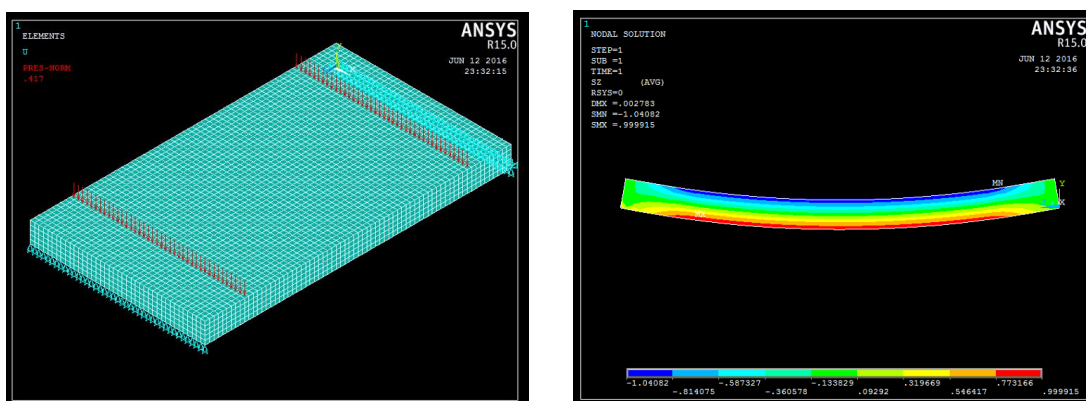 1
ELEMENTS
U
PRES-NORM
.417
ANSYS
R15.0
JUN 12 2016
23:32:15
Y
X
1
NODAL SOLUTION
STEP=1
SUB =1
TIME=1
SZ (AVG)
RSYS=0
DMX =.002783
SMN =-1.04082
SMX =.999915
ANSYS
R15.0
JUN 12 2016
23:32:36
MN
Y
X
MX
-1.04082 -.587327 -.133829 .319669 .773166
-.814075 -.360578 .09292 .546417 .999915